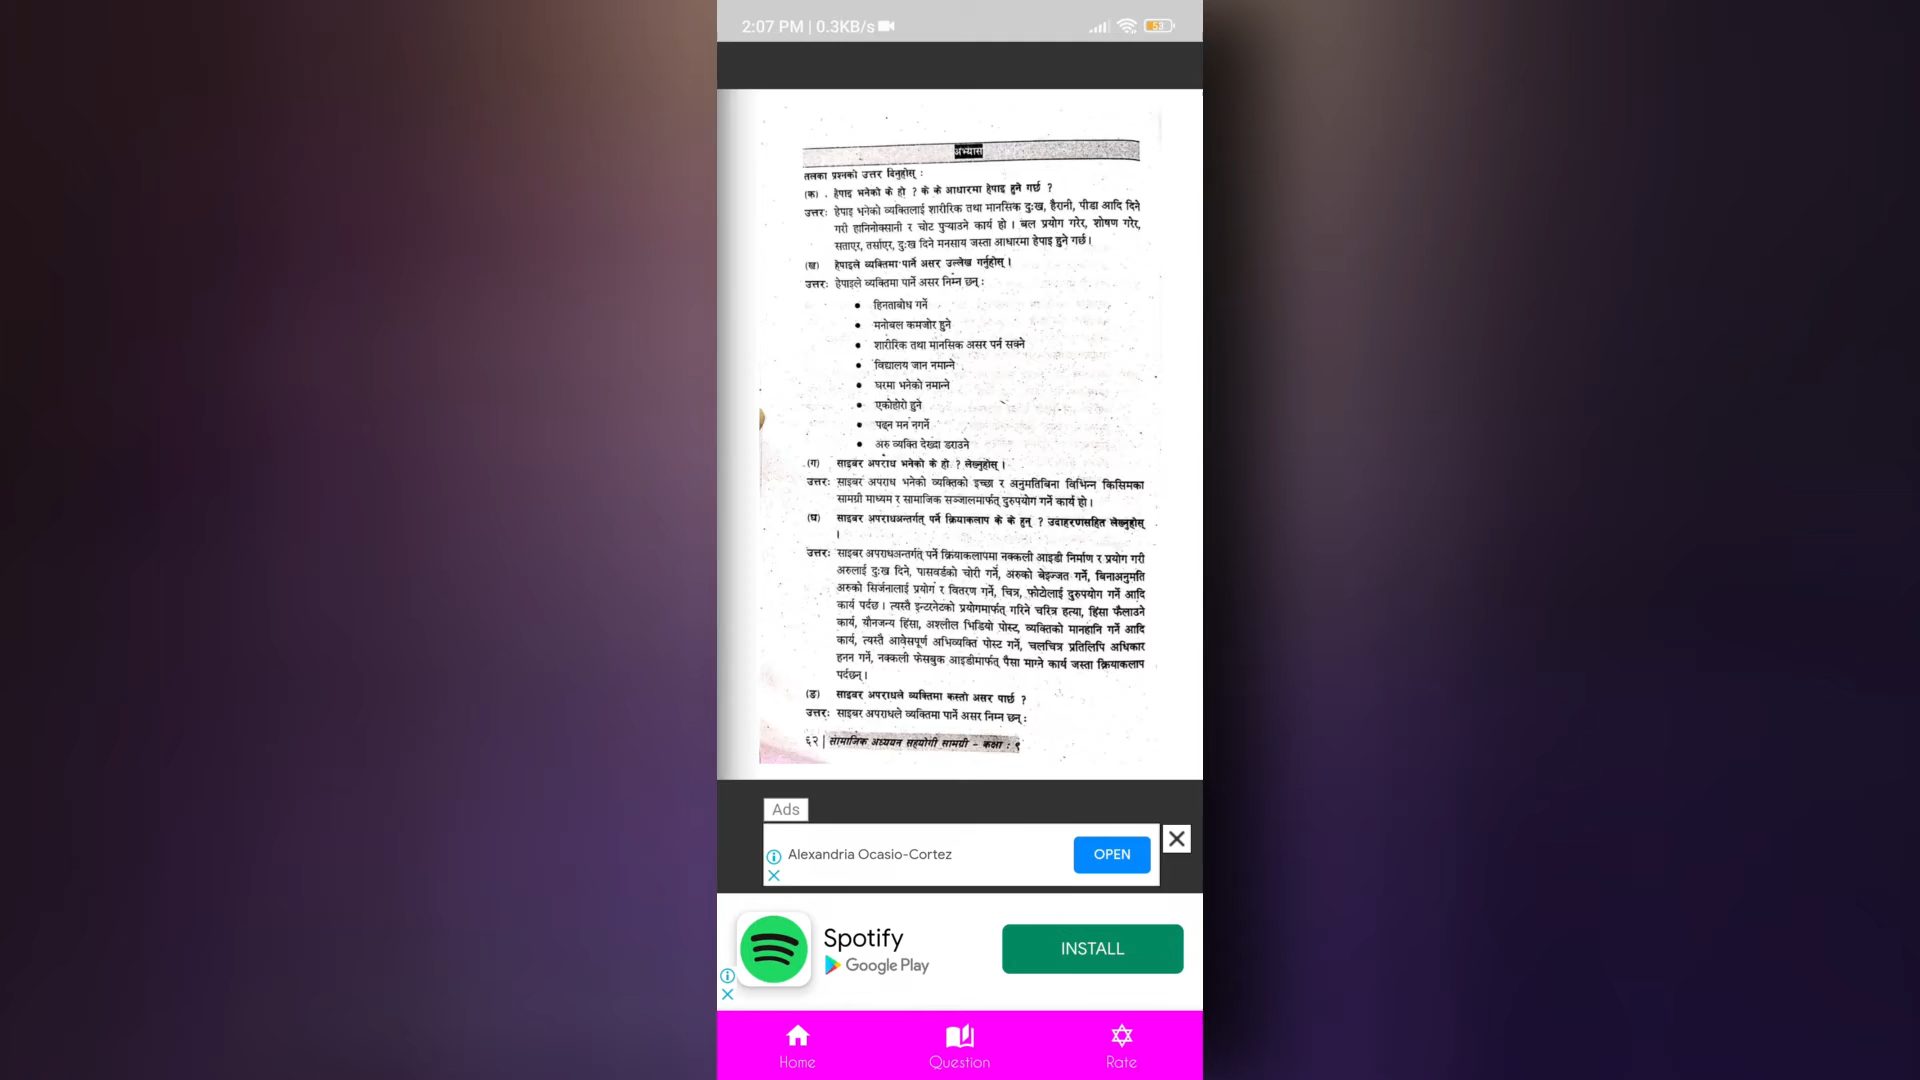 2:07 PM | 0.3KB/s
53
अभ्यास
तलका प्रश्नको उत्तर दिनुहोस् :
(क) . हेपाइ भनेको के हो ? के के आधारमा हेपाइ हुने गर्छ ?
उत्तरः हेपाइ भनेको व्यक्तिलाई शारीरिक तथा मानसिक दुःख, हैरानी, पीडा आदि दिने
गरी हानिनोक्सानी र चोट पुऱ्याउने कार्य हो । बल प्रयोग गरेर, शोषण गरेर,
सताएर, तर्साएर, दुःख दिने मनसाय जस्ता आधारमा हेपाइ हुने गर्छ।
(ख) हेपाइले व्यक्तिमा पार्ने असर उल्लेख गर्नुहोस् ।
उत्तरः हेपाइले व्यक्तिमा पार्ने असर निम्न छन् :
• हिनताबोध गर्ने
• मनोबल कमजोर हुने
• शारीरिक तथा मानसिक असर पर्न सक्ने
• विद्यालय जान नमान्ने
• घरमा भनेको नमान्ने
• एकोहोरो हुने
• पढ्न मन नगर्ने
• अरु व्यक्ति देख्दा डराउने
(ग) साइबर अपराध भनेको के हो ? लेख्नुहोस् ।
उत्तरः साइबर अपराध भनेको व्यक्तिको इच्छा र अनुमतिबिना विभिन्न किसिमका
सामग्री माध्यम र सामाजिक सञ्जालमार्फत् दुरुपयोग गर्ने कार्य हो ।
(घ) साइबर अपराधअन्तर्गत् पर्ने क्रियाकलाप के के हुन् ? उदाहरणसहित लेख्नुहोस्
।
उत्तरः साइबर अपराधअन्तर्गत् पर्ने क्रियाकलापमा नक्कली आइडी निर्माण र प्रयोग गरी
अरुलाई दुःख दिने, पासवर्डको चोरी गर्ने, अरुको बेइज्जत गर्ने, बिनाअनुमति
अरुको सिर्जनालाई प्रयोग र वितरण गर्ने, चित्र, फोटोलाई दुरुपयोग गर्ने आदि
कार्य पर्दछ । त्यस्तै इन्टरनेटको प्रयोगमार्फत् गरिने चरित्र हत्या, हिंसा फैलाउने
कार्य, यौनजन्य हिंसा, अश्लील भिडियो पोस्ट, व्यक्तिको मानहानि गर्ने आदि
कार्य, त्यस्तै आवेसपूर्ण अभिव्यक्ति पोस्ट गर्ने, चलचित्र प्रतिलिपि अधिकार
हनन गर्ने, नक्कली फेसबुक आइडीमार्फत् पैसा माग्ने कार्य जस्ता क्रियाकलाप
पर्दछन् ।
(ङ) साइबर अपराधले व्यक्तिमा कस्तो असर पार्छ ?
उत्तरः साइबर अपराधले व्यक्तिमा पार्ने असर निम्न छन् :
६२ | सामाजिक अध्ययन सहयोगी सामग्री - कक्षा : ९
Ads
Alexandria Ocasio-Cortez
OPEN
Spotify
Google Play
INSTALL
Home
Question
Rate